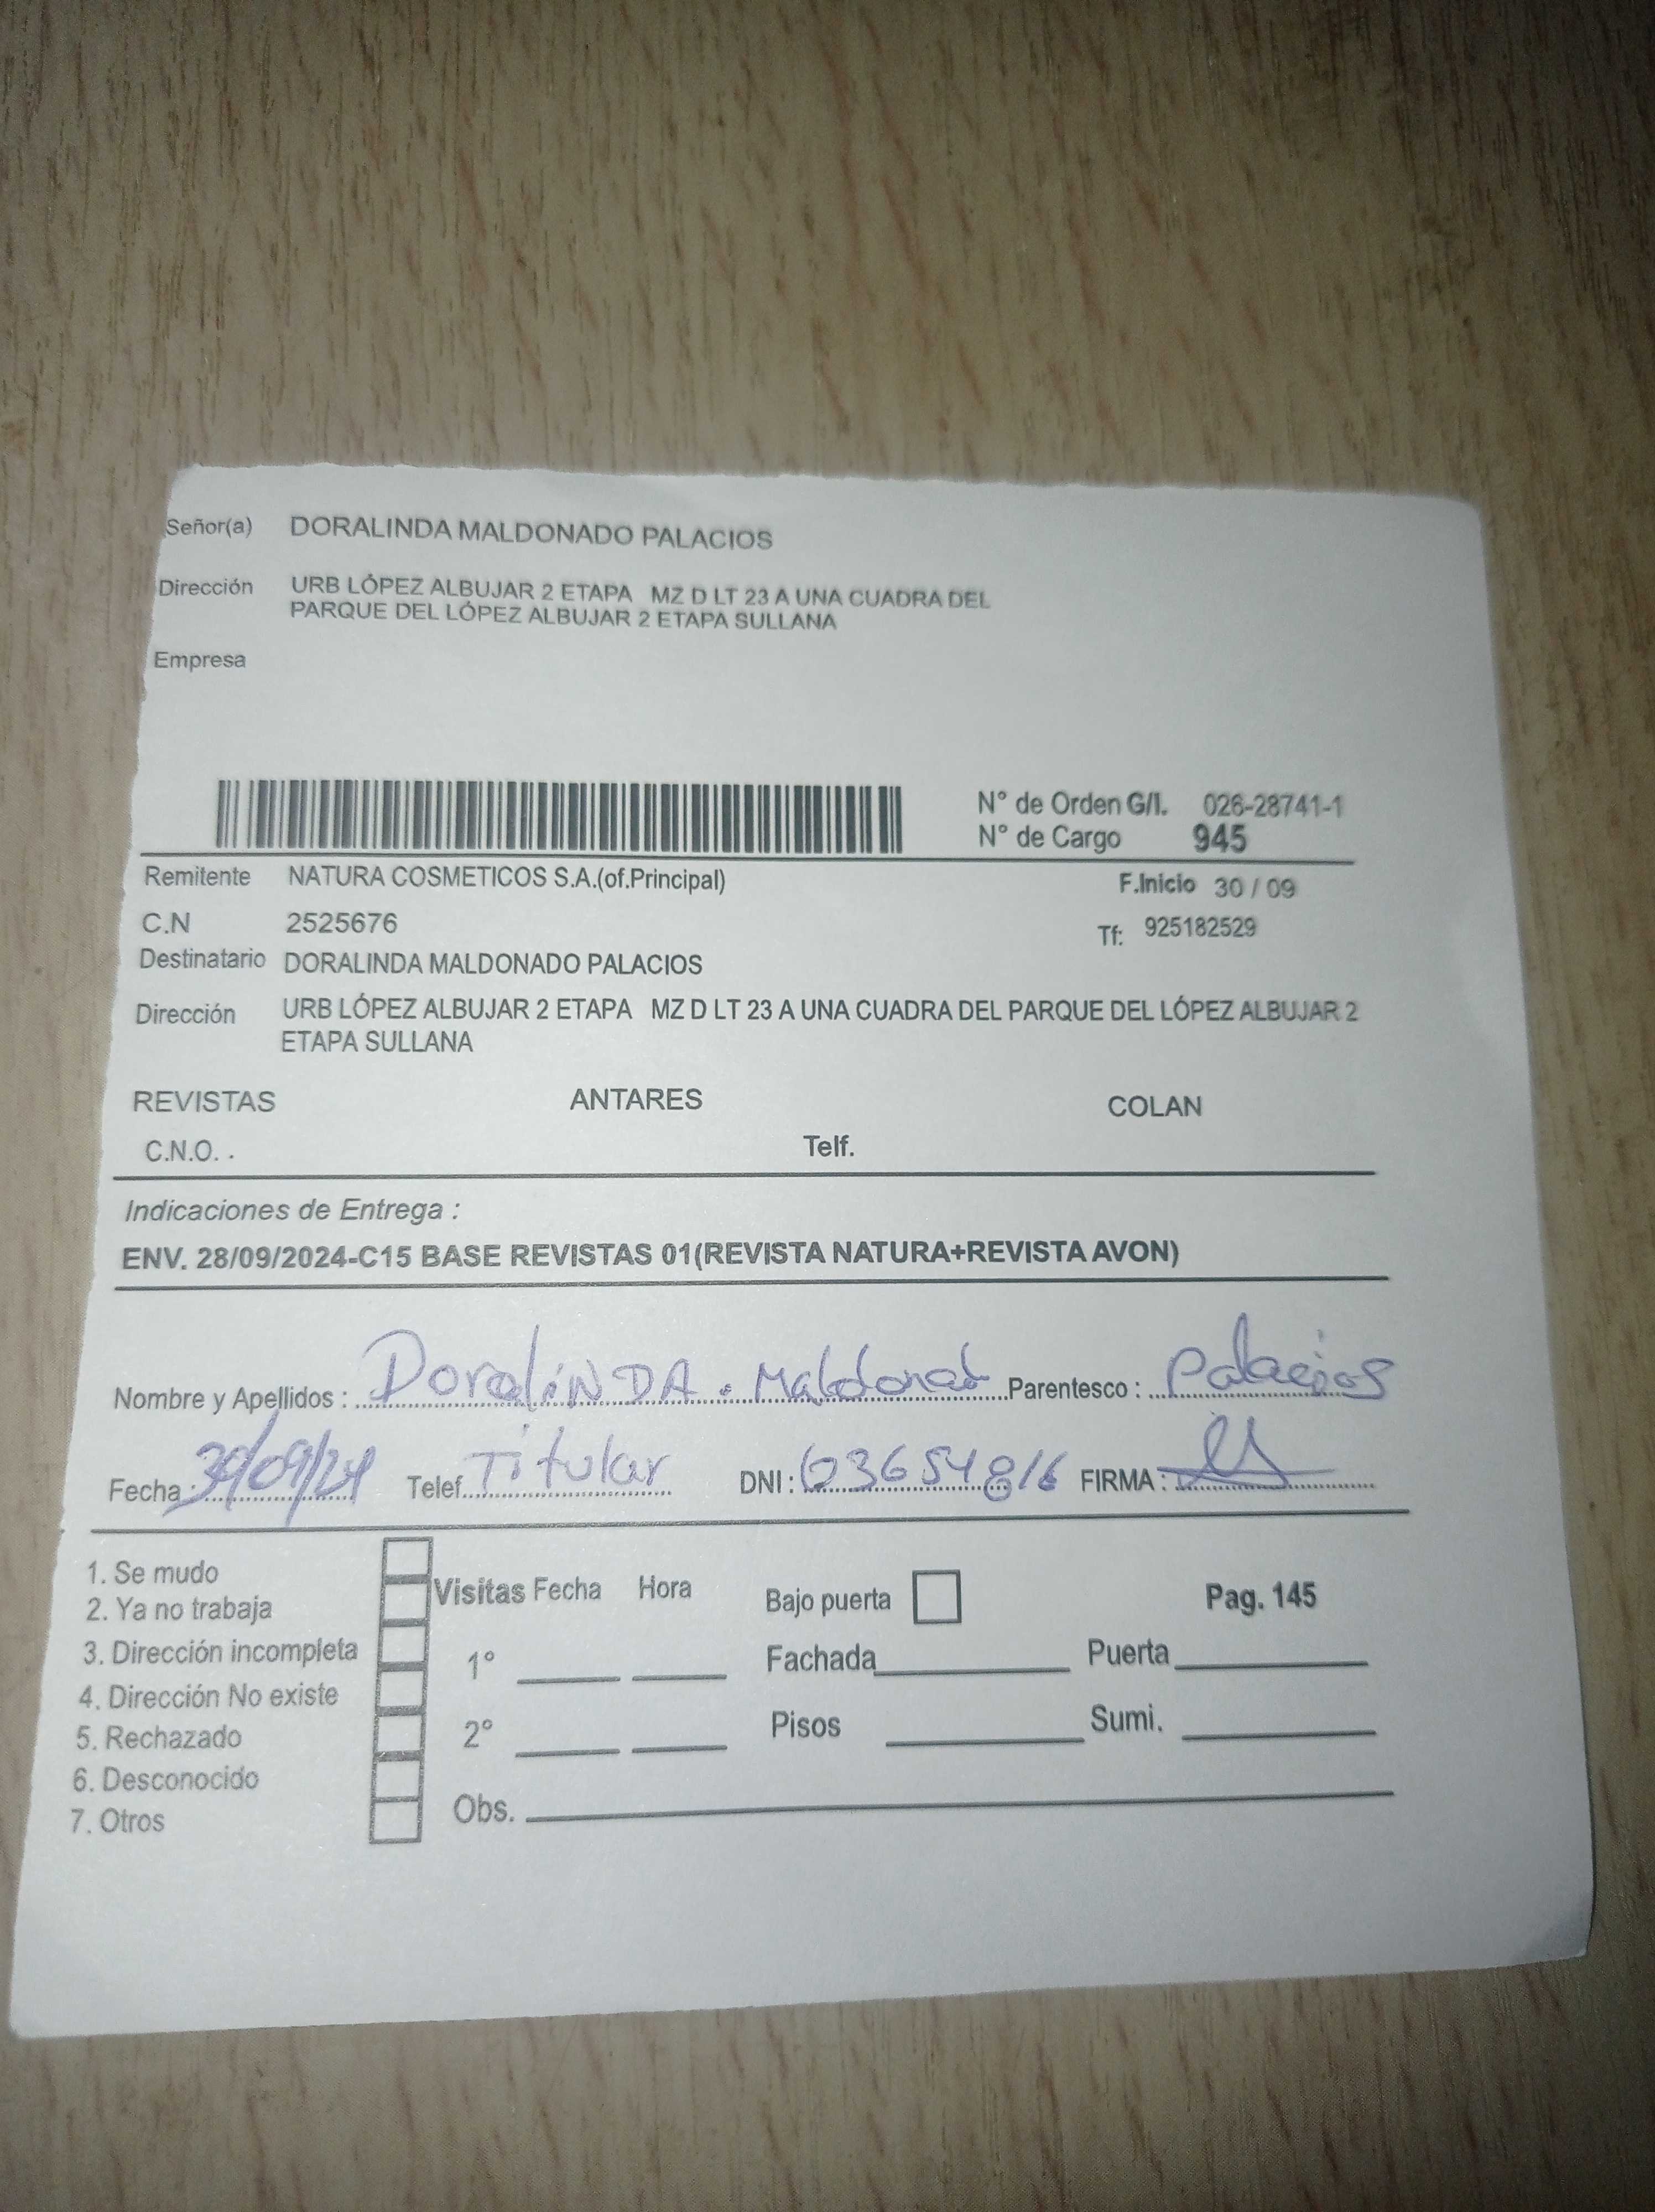 Señor(a) DORALINDA MALDONADO PALACIOS
Dirección URB LÓPEZ ALBUJAR 2 ETAPA MZ D LT 23 A UNA CUADRA DEL
PARQUE DEL LÓPEZ ALBUJAR 2 ETAPA SULLANA
Empresa
N° de Orden G/I. 026-28741-1
N° de Cargo 945
Remitente NATURA COSMETICOS S.A.(of.Principal) F.Inicio 30 / 09
C.N 2525676 Tf: 925182529
Destinatario DORALINDA MALDONADO PALACIOS
Dirección URB LÓPEZ ALBUJAR 2 ETAPA MZ D LT 23 A UNA CUADRA DEL PARQUE DEL LÓPEZ ALBUJAR 2
ETAPA SULLANA
REVISTAS ANTARES COLAN
C.N.O. . Telf.
Indicaciones de Entrega :
ENV. 28/09/2024-C15 BASE REVISTAS 01(REVISTA NATURA+REVISTA AVON)
Nombre y Apellidos : DoralinDA . Maldonad Parentesco : Palacios
Fecha : 30/09/24 Telef. Titular DNI : 03654816 FIRMA :
1. Se mudo
2. Ya no trabaja
3. Dirección incompleta
4. Dirección No existe
5. Rechazado
6. Desconocido
7. Otros
Visitas Fecha Hora Bajo puerta Pag. 145
1° Fachada Puerta
2° Pisos Sumi.
Obs.